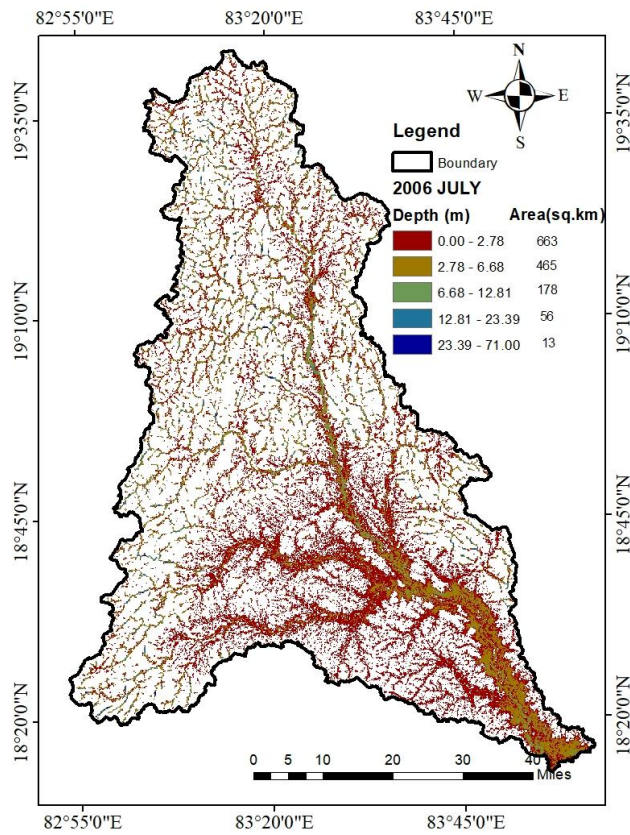 82°55'0"E 83°20'0"E 83°45'0"E
N
W E
S
19°35'0"N 19°35'0"N
Legend
Boundary
2006 JULY
Depth (m) Area(sq.km)
0.00 - 2.78 663
2.78 - 6.68 465
6.68 - 12.81 178
12.81 - 23.39 56
23.39 - 71.00 13
19°10'0"N 19°10'0"N
18°45'0"N 18°45'0"N
18°20'0"N 18°20'0"N
0 5 10 20 30 40
Miles
82°55'0"E 83°20'0"E 83°45'0"E